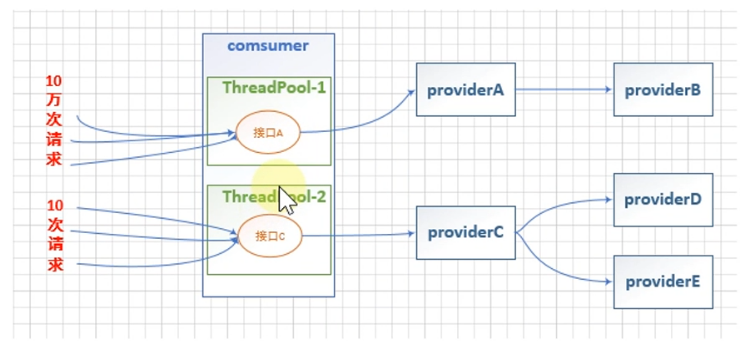 comsumer
10
万
次
请
求
ThreadPool-1
接口A
providerA
providerB
10
次
请
求
ThreadPool-2
接口C
providerC
providerD
providerE